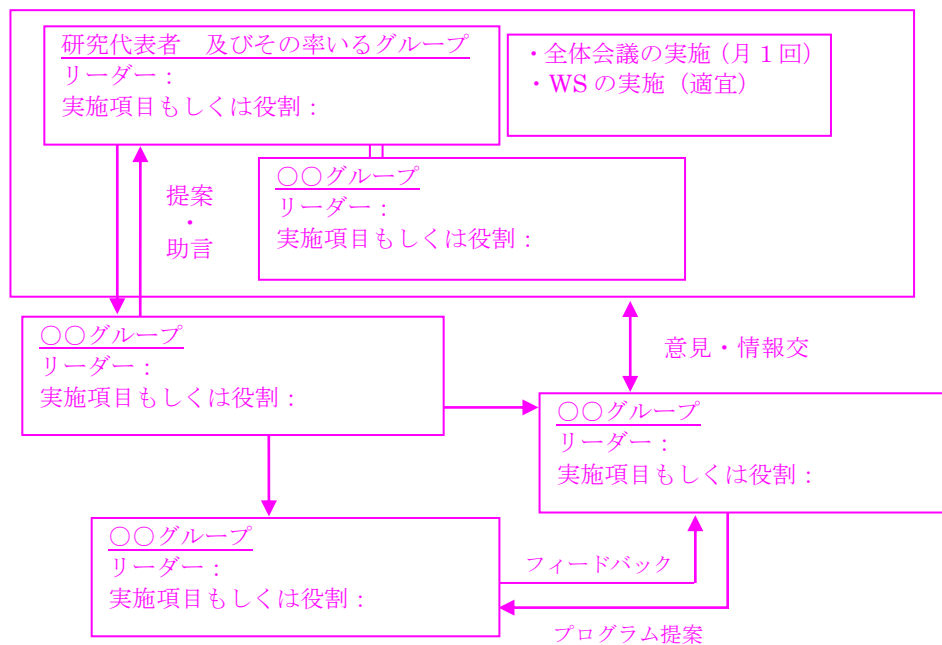 研究代表者　及びその率いるグループ
リーダー：
実施項目もしくは役割：
・全体会議の実施（月１回）
・WS の実施（適宜）
提案
・
助言
○○グループ
リーダー：
実施項目もしくは役割：
○○グループ
リーダー：
実施項目もしくは役割：
意見・情報交
○○グループ
リーダー：
実施項目もしくは役割：
○○グループ
リーダー：
実施項目もしくは役割：
フィードバック
プログラム提案